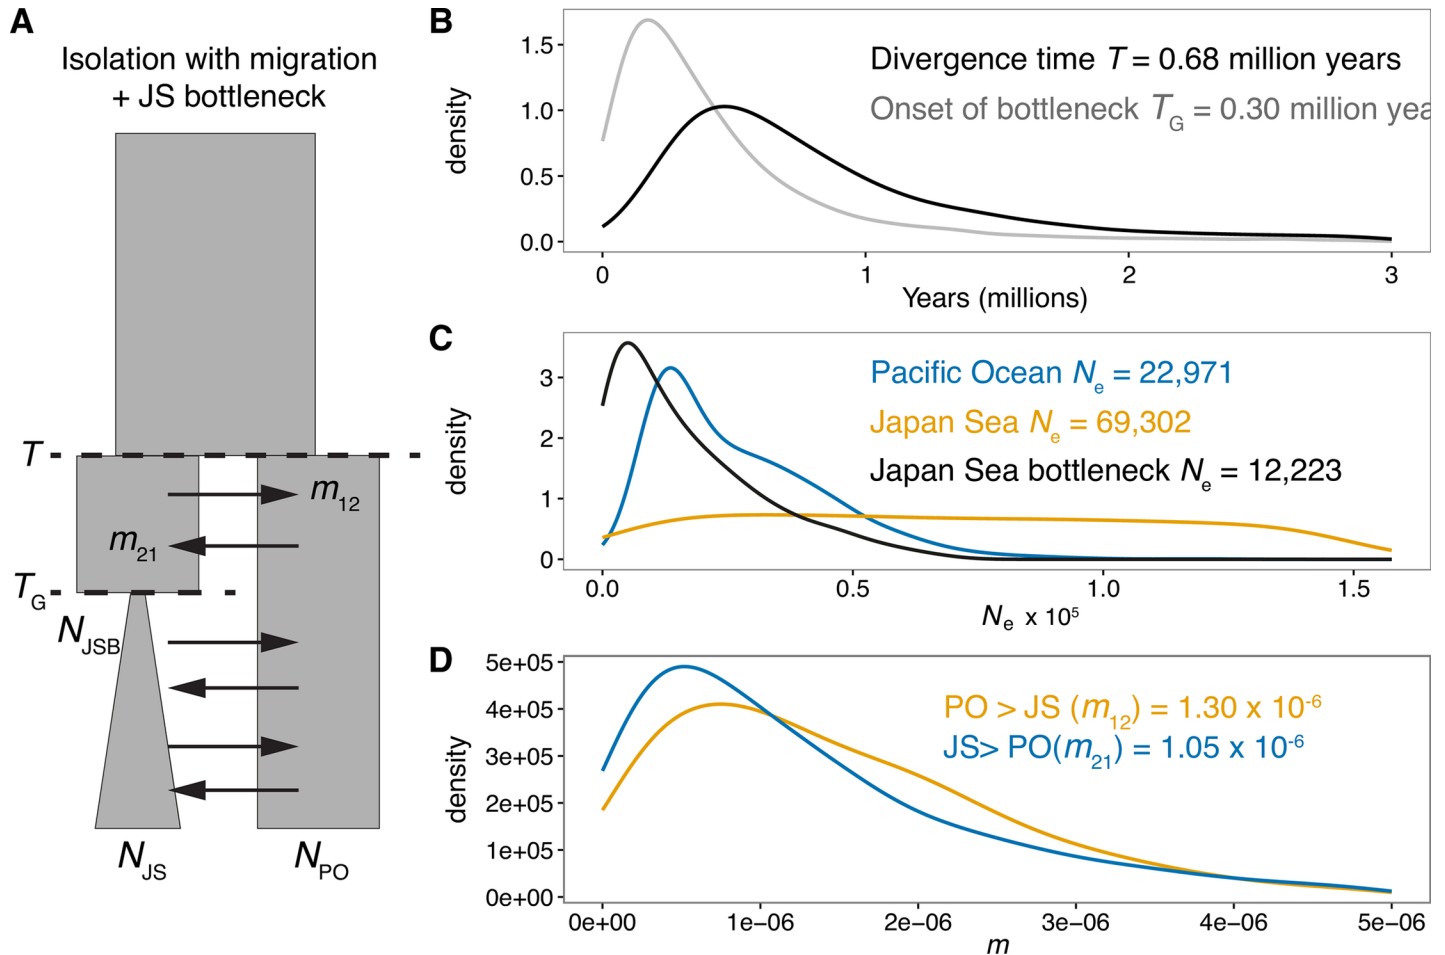 A
Isolation with migration
+ JS bottleneck
T
m12
m21
TG
NJSB
NJS
NPO
B
density
1.5
1.0
0.5
0.0
Divergence time T = 0.68 million years
Onset of bottleneck TG = 0.30 million yea
0 1 2 3
Years (millions)
C
density
3
2
1
0
Pacific Ocean Ne = 22,971
Japan Sea Ne = 69,302
Japan Sea bottleneck Ne = 12,223
0.0 0.5 1.0 1.5
Ne x 10⁵
D
density
5e+05
4e+05
3e+05
2e+05
1e+05
0e+00
PO > JS (m12) = 1.30 x 10⁻⁶
JS> PO(m21) = 1.05 x 10⁻⁶
0e+00 1e−06 2e−06 3e−06 4e−06 5e−06
m